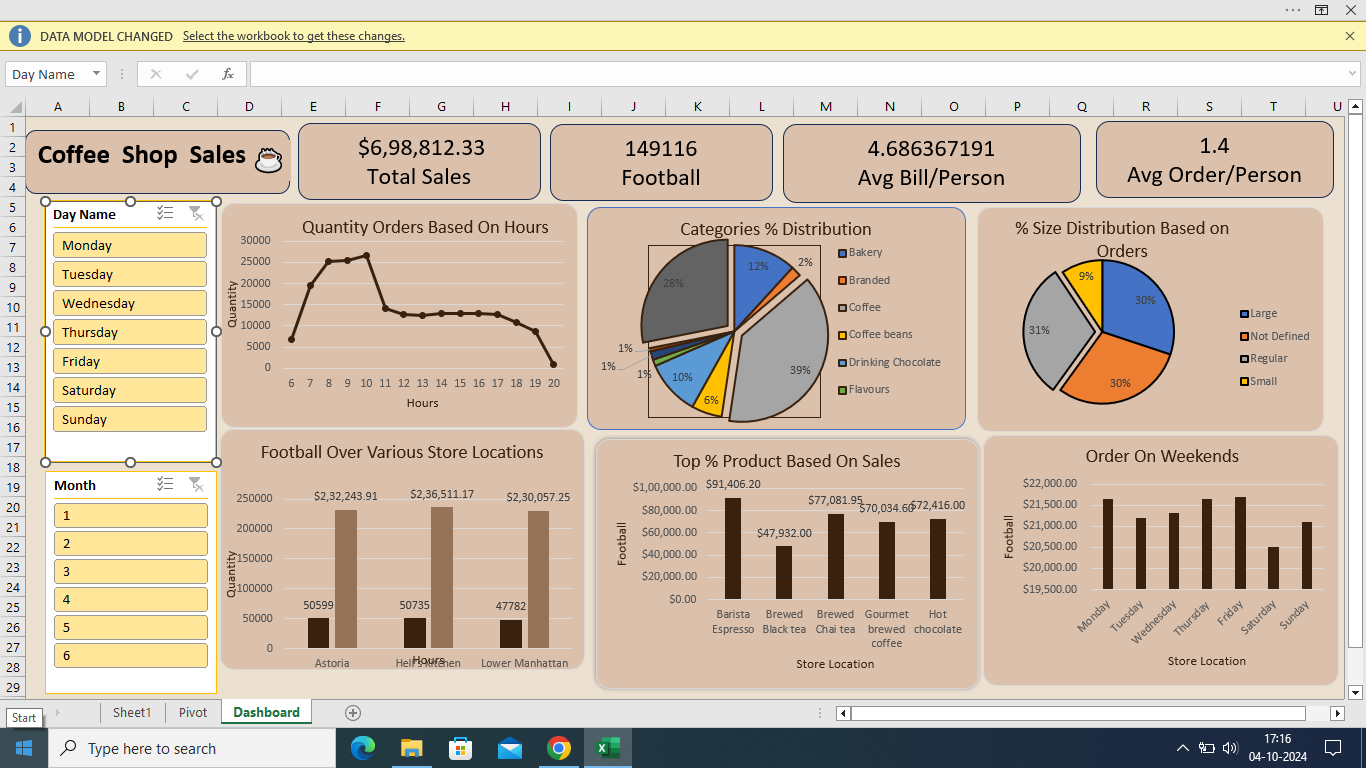 DATA MODEL CHANGED Select the workbook to get these changes.
Day Name
fx
A B C D E F G H I J K L M N O P Q R S T U
1
2
3
4
5
6
7
8
9
10
11
12
13
14
15
16
17
18
19
20
21
22
23
24
25
26
27
28
29
Coffee Shop Sales
$6,98,812.33
Total Sales
149116
Football
4.686367191
Avg Bill/Person
1.4
Avg Order/Person
Day Name
Monday
Tuesday
Wednesday
Thursday
Friday
Saturday
Sunday
Month
1
2
3
4
5
6
Quantity Orders Based On Hours
Quantity
30000
25000
20000
15000
10000
5000
0
6 7 8 9 10 11 12 13 14 15 16 17 18 19 20
Hours
Categories % Distribution
12%
2%
39%
6%
10%
1%
1%
1%
28%
Bakery
Branded
Coffee
Coffee beans
Drinking Chocolate
Flavours
% Size Distribution Based on
Orders
30%
30%
31%
9%
Large
Not Defined
Regular
Small
Football Over Various Store Locations
Quantity
250000
200000
150000
100000
50000
0
$2,32,243.91
$2,36,511.17
$2,30,057.25
50599
50735
47782
Astoria Hell's Kitchen Lower Manhattan
Hours
Top % Product Based On Sales
Football
$1,00,000.00
$80,000.00
$60,000.00
$40,000.00
$20,000.00
$0.00
$91,406.20
$47,932.00
$77,081.95
$70,034.60
$72,416.00
Barista Espresso
Brewed Black tea
Brewed Chai tea
Gourmet brewed coffee
Hot chocolate
Store Location
Order On Weekends
Football
$22,000.00
$21,500.00
$21,000.00
$20,500.00
$20,000.00
$19,500.00
Monday Tuesday Wednesday Thursday Friday Saturday Sunday
Store Location
Sheet1 Pivot Dashboard
Start
Type here to search
17:16
04-10-2024